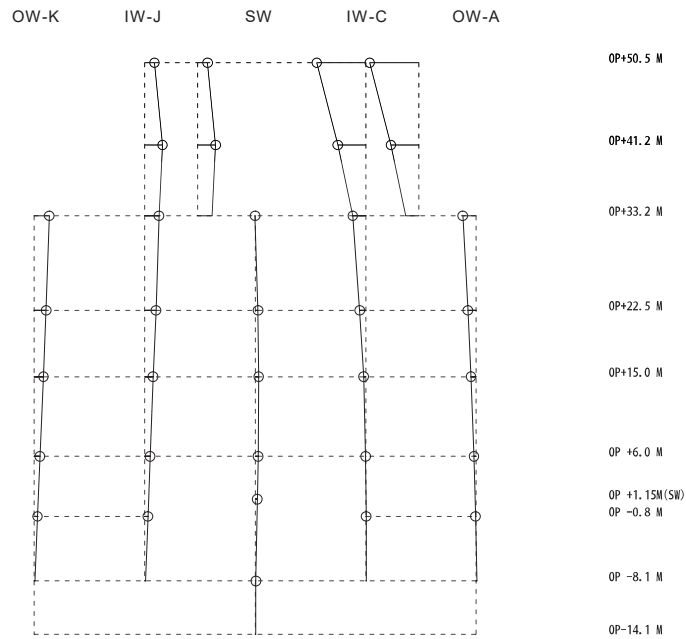 OW-K IW-J SW IW-C OW-A
OP+50.5 M
OP+41.2 M
OP+33.2 M
OP+22.5 M
OP+15.0 M
OP +6.0 M
OP +1.15M(SW)
OP -0.8 M
OP -8.1 M
OP-14.1 M